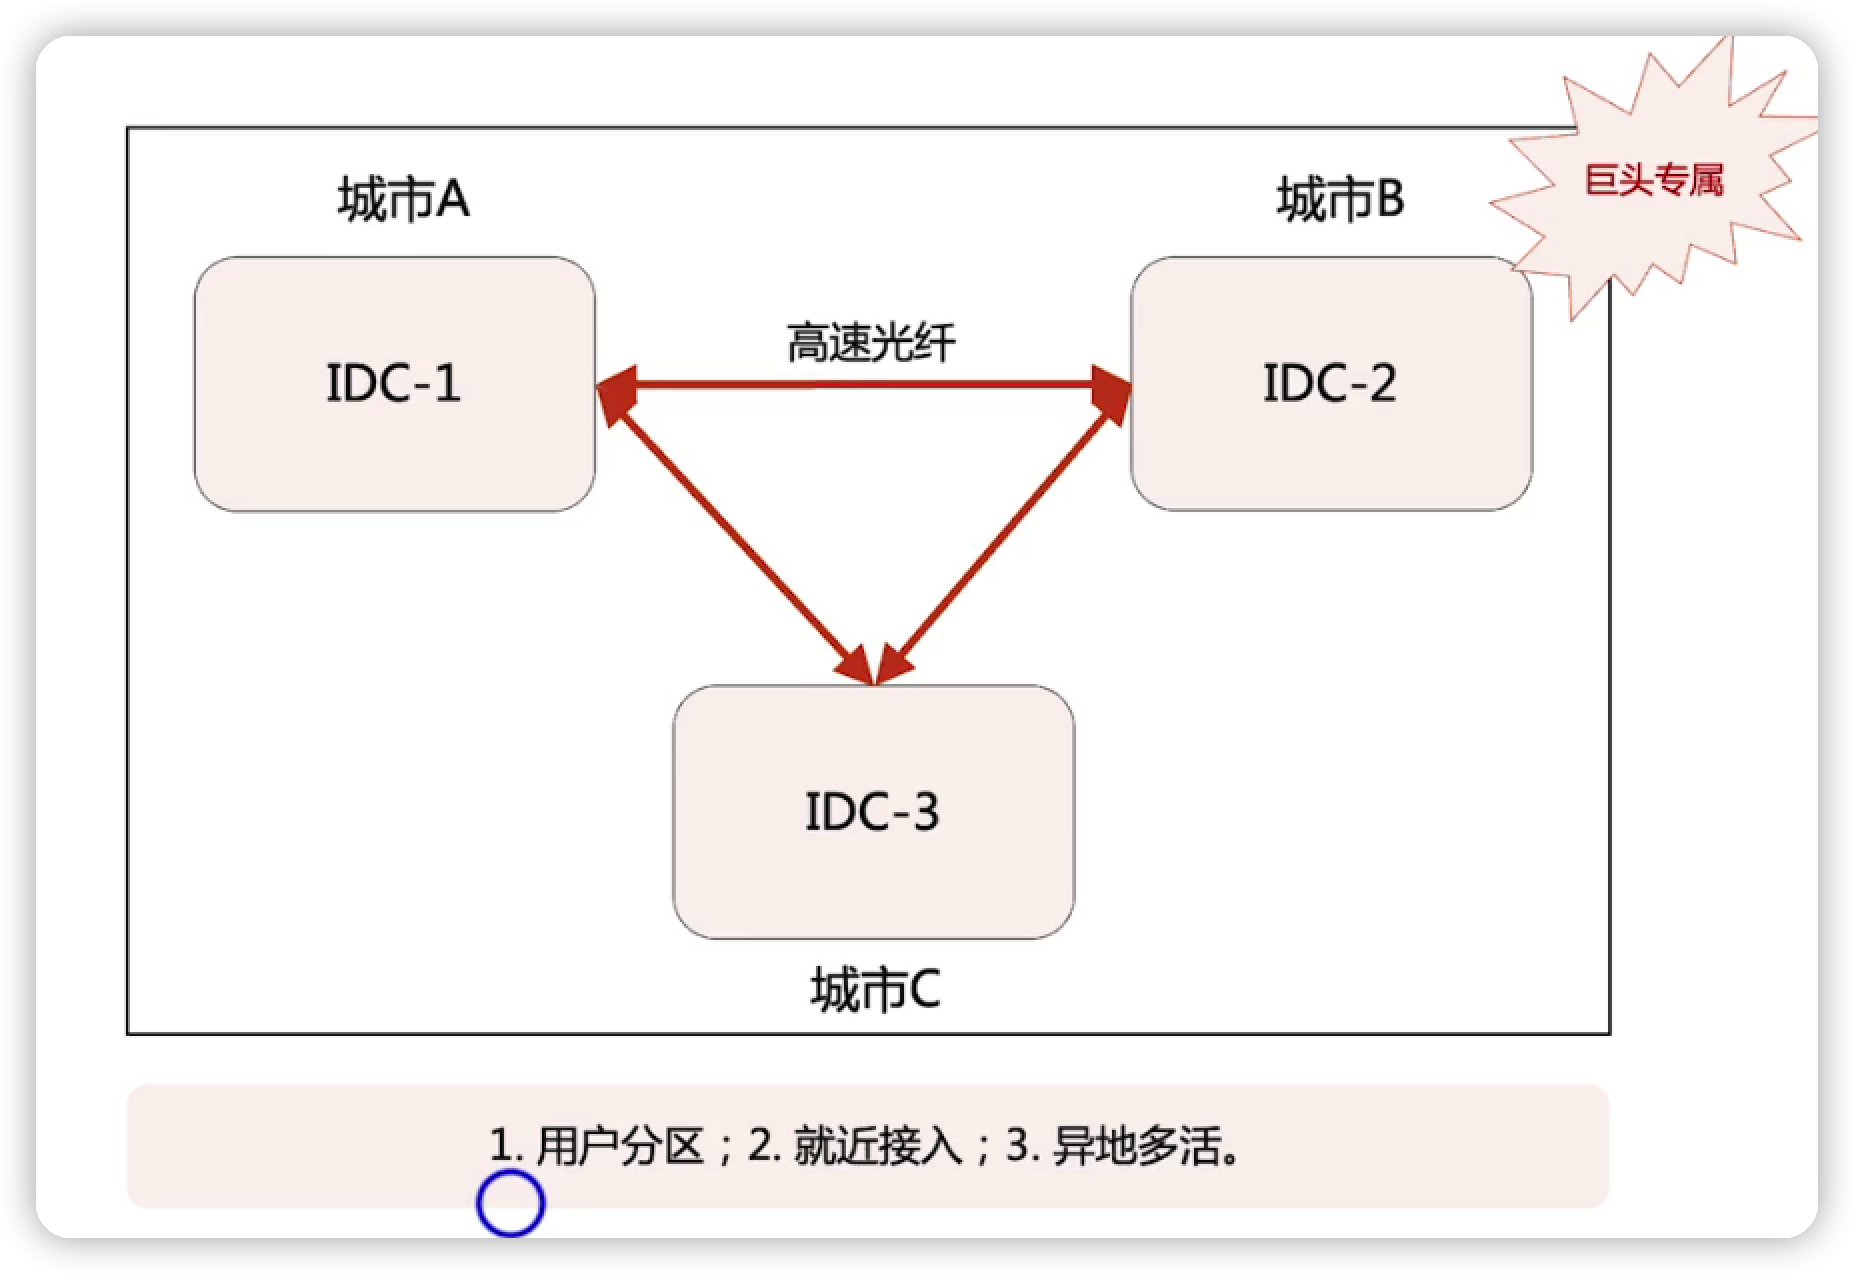 巨头专属
城市A
城市B
IDC-1
高速光纤
IDC-2
IDC-3
城市C
1. 用户分区；2. 就近接入；3. 异地多活。